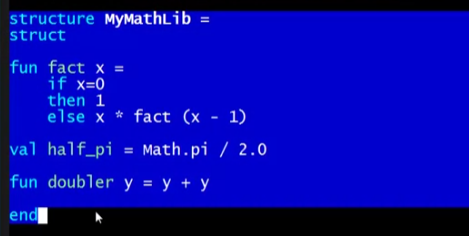 structure MyMathLib =
struct
fun fact x =
if x=0
then 1
else x * fact (x - 1)
val half_pi = Math.pi / 2.0
fun doubler y = y + y
end